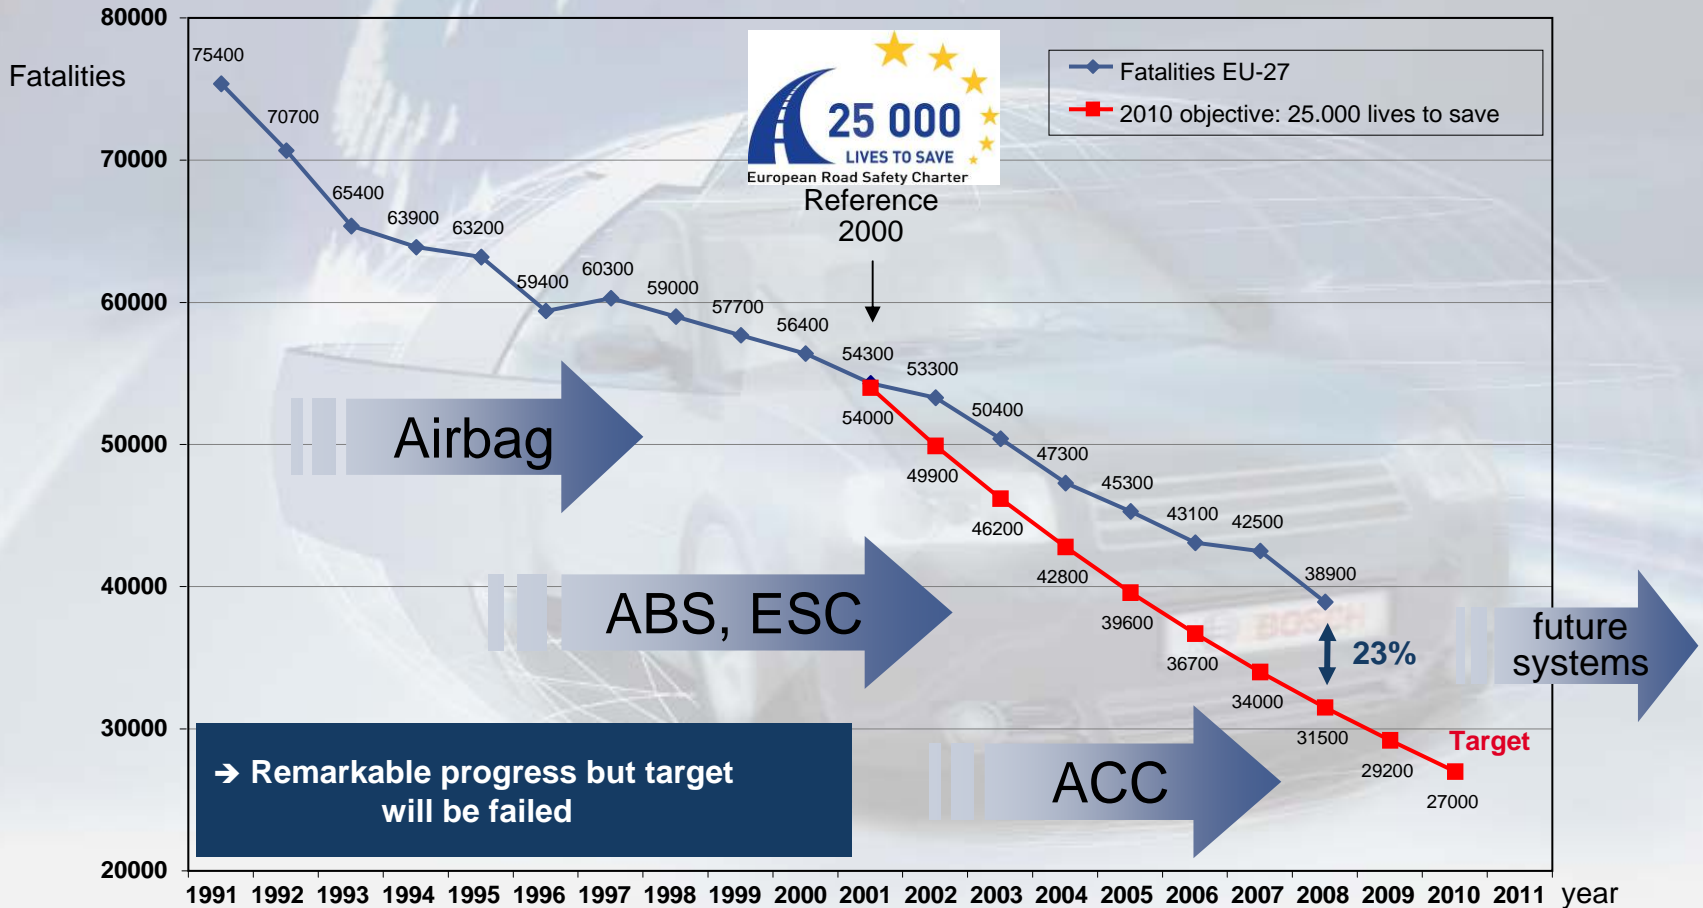 80000
70000
60000
50000
40000
30000
20000
Fatalities
75400
70700
65400
63900
63200
59400
60300
59000
57700
56400
54300
53300
50400
47300
45300
43100
42500
38900
54000
49900
46200
42800
39600
36700
34000
31500
29200
27000
25 000
LIVES TO SAVE
European Road Safety Charter
Reference
2000
Fatalities EU-27
2010 objective: 25.000 lives to save
Airbag
ABS, ESC
ACC
future
systems
BOSCH
23%
Target
➔ Remarkable progress but target
will be failed
1991 1992 1993 1994 1995 1996 1997 1998 1999 2000 2001 2002 2003 2004 2005 2006 2007 2008 2009 2010 2011 year